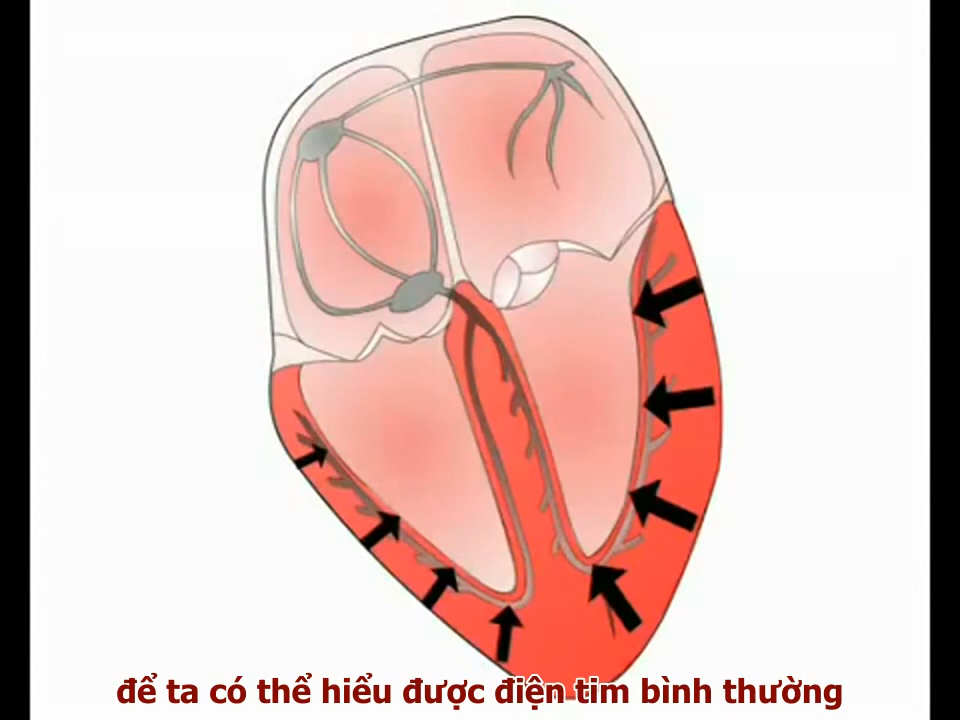 để ta có thể hiểu được điện tim bình thường